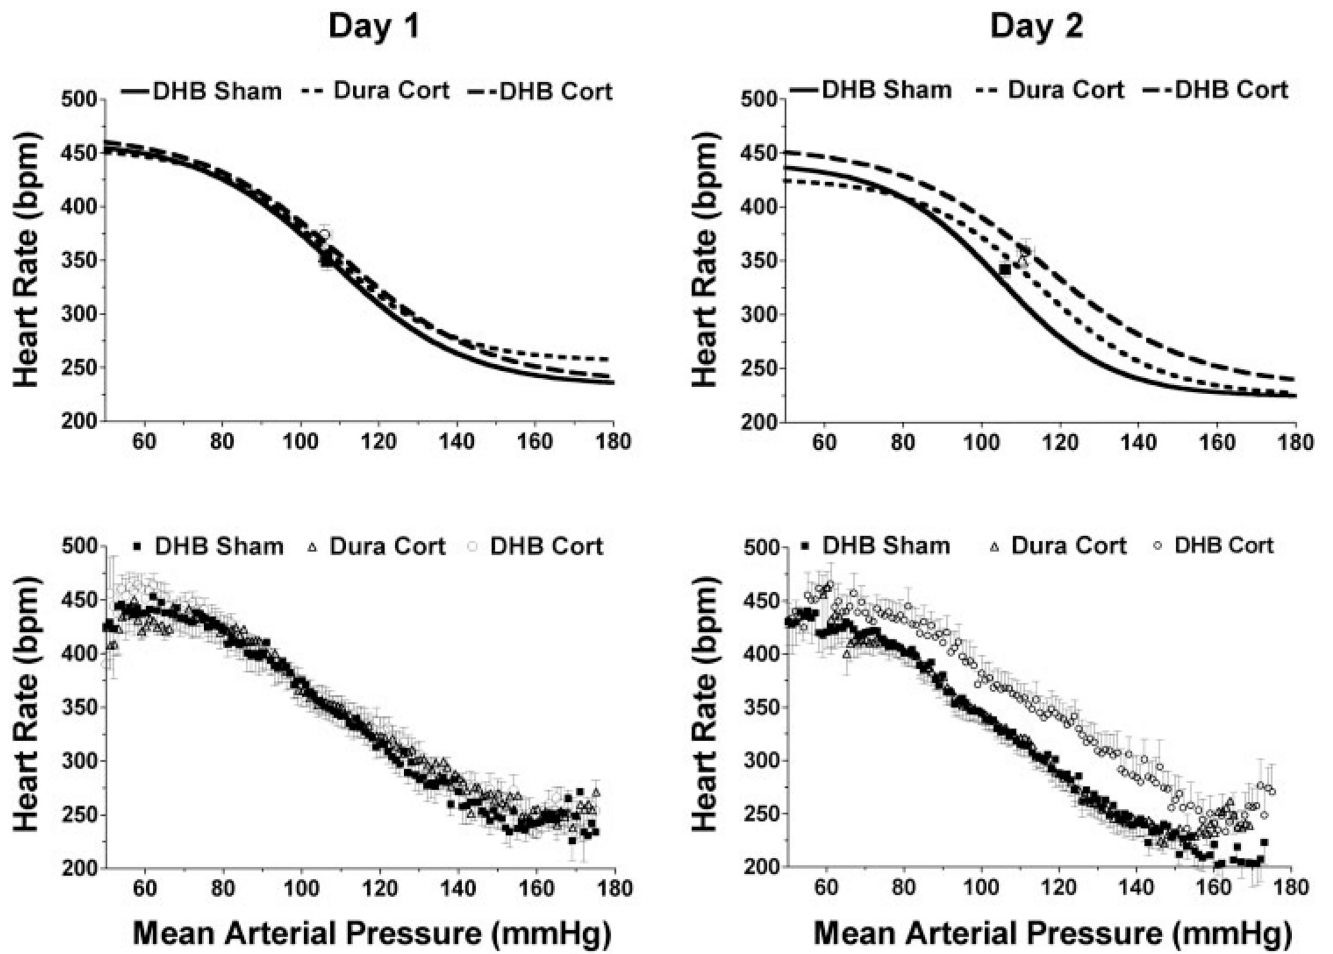 Day 1
Day 2
DHB Sham Dura Cort DHB Cort
DHB Sham Dura Cort DHB Cort
Heart Rate (bpm)
500
450
400
350
300
250
200
60 80 100 120 140 160 180
Heart Rate (bpm)
500
450
400
350
300
250
200
60 80 100 120 140 160 180
DHB Sham Dura Cort DHB Cort
DHB Sham Dura Cort DHB Cort
Heart Rate (bpm)
500
450
400
350
300
250
200
60 80 100 120 140 160 180
Mean Arterial Pressure (mmHg)
Heart Rate (bpm)
500
450
400
350
300
250
200
60 80 100 120 140 160 180
Mean Arterial Pressure (mmHg)